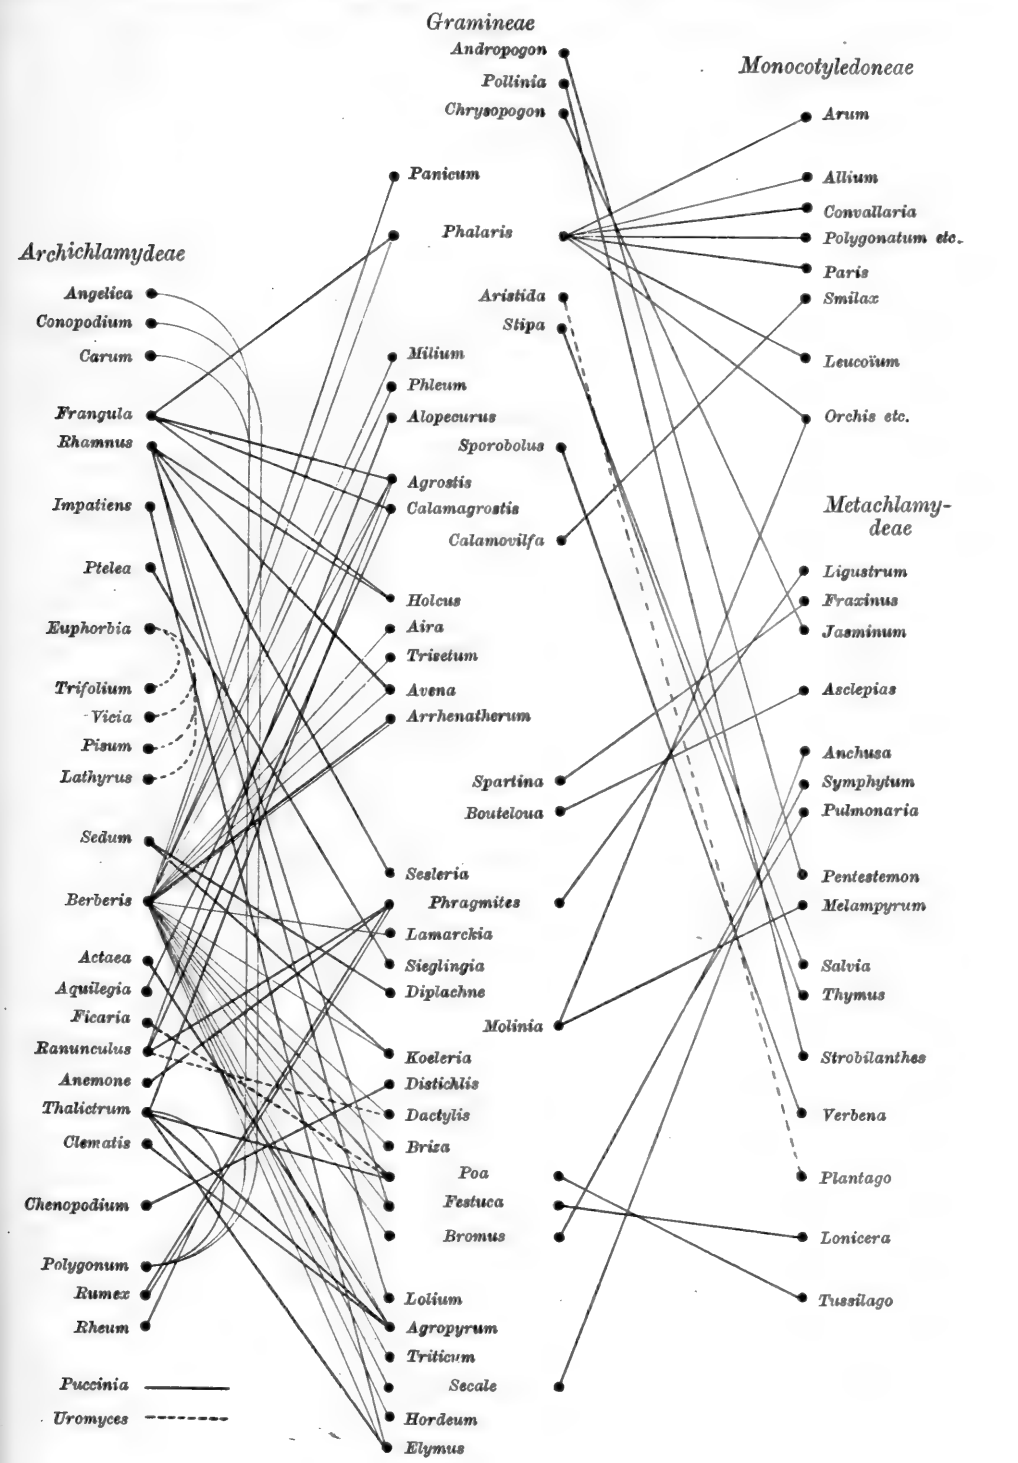 Gramineae
Andropogon
Pollinia
Chrysopogon
Panicum
Phalaris
Aristida
Stipa
Milium
Phleum
Alopecurus
Sporobolus
Agrostis
Calamagrostis
Calamovilfa
Holcus
Aira
Trisetum
Avena
Arrhenatherum
Spartina
Bouteloua
Sesleria
Phragmites
Lamarckia
Sieglingia
Diplachne
Molinia
Koeleria
Distichlis
Dactylis
Briza
Poa
Festuca
Bromus
Lolium
Agropyrum
Triticum
Secale
Hordeum
Elymus
Archichlamydeae
Angelica
Conopodium
Carum
Frangula
Rhamnus
Impatiens
Ptelea
Euphorbia
Trifolium
Vicia
Pisum
Lathyrus
Sedum
Berberis
Actaea
Aquilegia
Ficaria
Ranunculus
Anemone
Thalictrum
Clematis
Chenopodium
Polygonum
Rumex
Rheum
Puccinia
Uromyces
Monocotyledoneae
Arum
Allium
Convallaria
Polygonatum etc.
Paris
Smilax
Leucoïum
Orchis etc.
Metachlamy-
deae
Ligustrum
Fraxinus
Jasminum
Asclepias
Anchusa
Symphytum
Pulmonaria
Pentestemon
Melampyrum
Salvia
Thymus
Strobilanthes
Verbena
Plantago
Lonicera
Tussilago